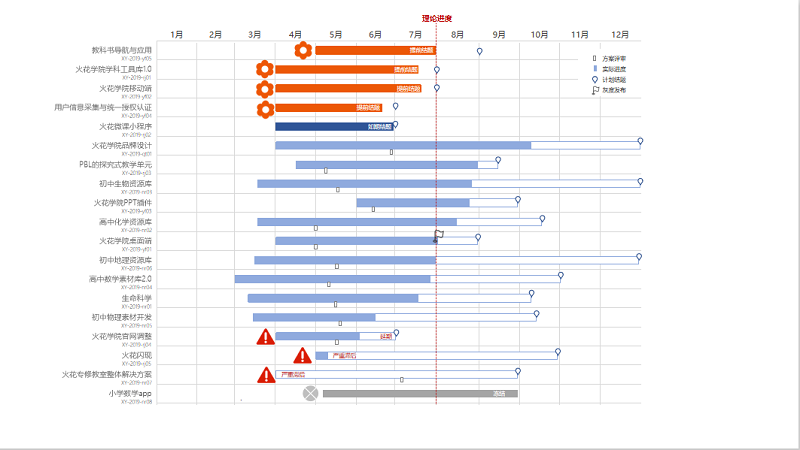 理论进度
1月 2月 3月 4月 5月 6月 7月 8月 9月 10月 11月 12月
教科书导航与应用 提前结题
XY-2019-yf05
火花学院学科工具库1.0 提前结题
XY-2019-rj01
火花学院移动端 提前结题
XY-2019-yf02
用户信息采集与统一授权认证 提前结题
XY-2019-yf04
火花微课小程序 如期结题
XY-2019-rj02
火花学院品牌设计
XY-2019-rj01
PBL的探究式教学单元
XY-2019-rj03
初中生物资源库
XY-2019-nr03
火花学院PPT插件
XY-2019-yf03
高中化学资源库
XY-2019-nr02
火花学院桌面端
XY-2019-yf01
初中地理资源库
XY-2019-nr06
高中数学素材库2.0
XY-2019-nr04
生命科学
XY-2019-nr01
初中物理素材开发
XY-2019-nr05
火花学院官网调整 延期
XY-2019-rj04
火花闪现 严重滞后
XY-2019-rj05
火花专修教室整体解决方案 严重滞后
XY-2019-nr07
小学数学app 冻结
XY-2019-nr08
方案评审
实际进度
计划结题
灰度发布